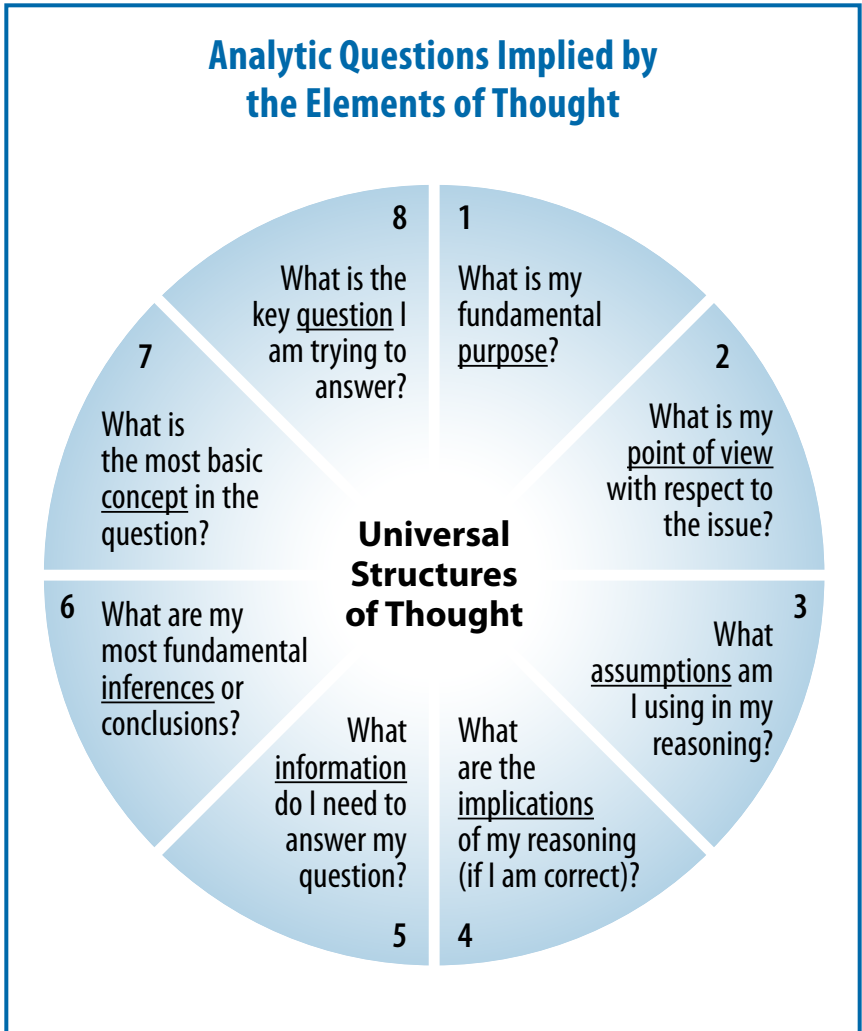 Analytic Questions Implied by
the Elements of Thought
8
What is the
key question I
am trying to
answer?
1
What is my
fundamental
purpose?
2
What is my
point of view
with respect to
the issue?
3
What
assumptions am
I using in my
reasoning?
4
What
are the
implications
of my reasoning
(if I am correct)?
5
What
information
do I need to
answer my
question?
6
What are my
most fundamental
inferences or
conclusions?
7
What is
the most basic
concept in the
question?
Universal
Structures
of Thought